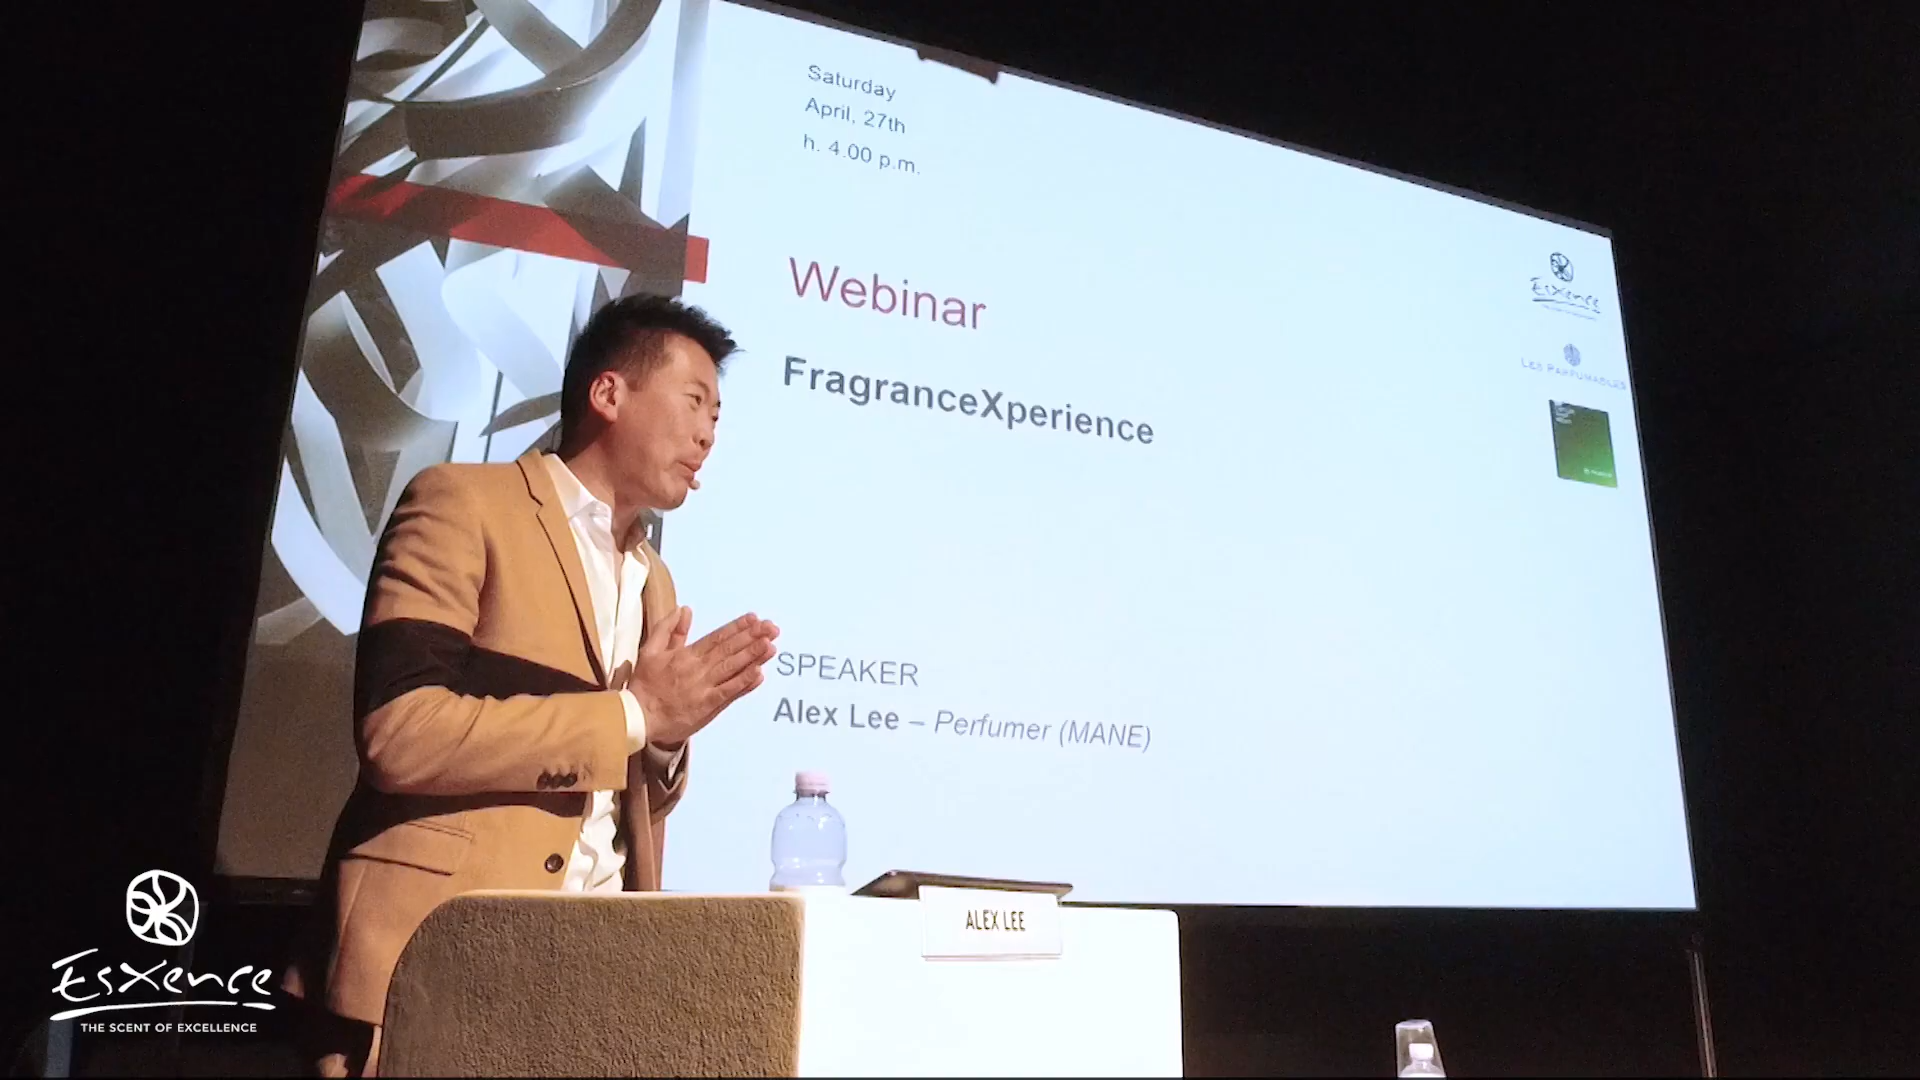 Saturday
April, 27th
h. 4.00 p.m.
Webinar
FragranceXperience
Esxence
LES PARFUMABLES
SPEAKER
Alex Lee – Perfumer (MANE)
ALEX LEE
Esxence
THE SCENT OF EXCELLENCE